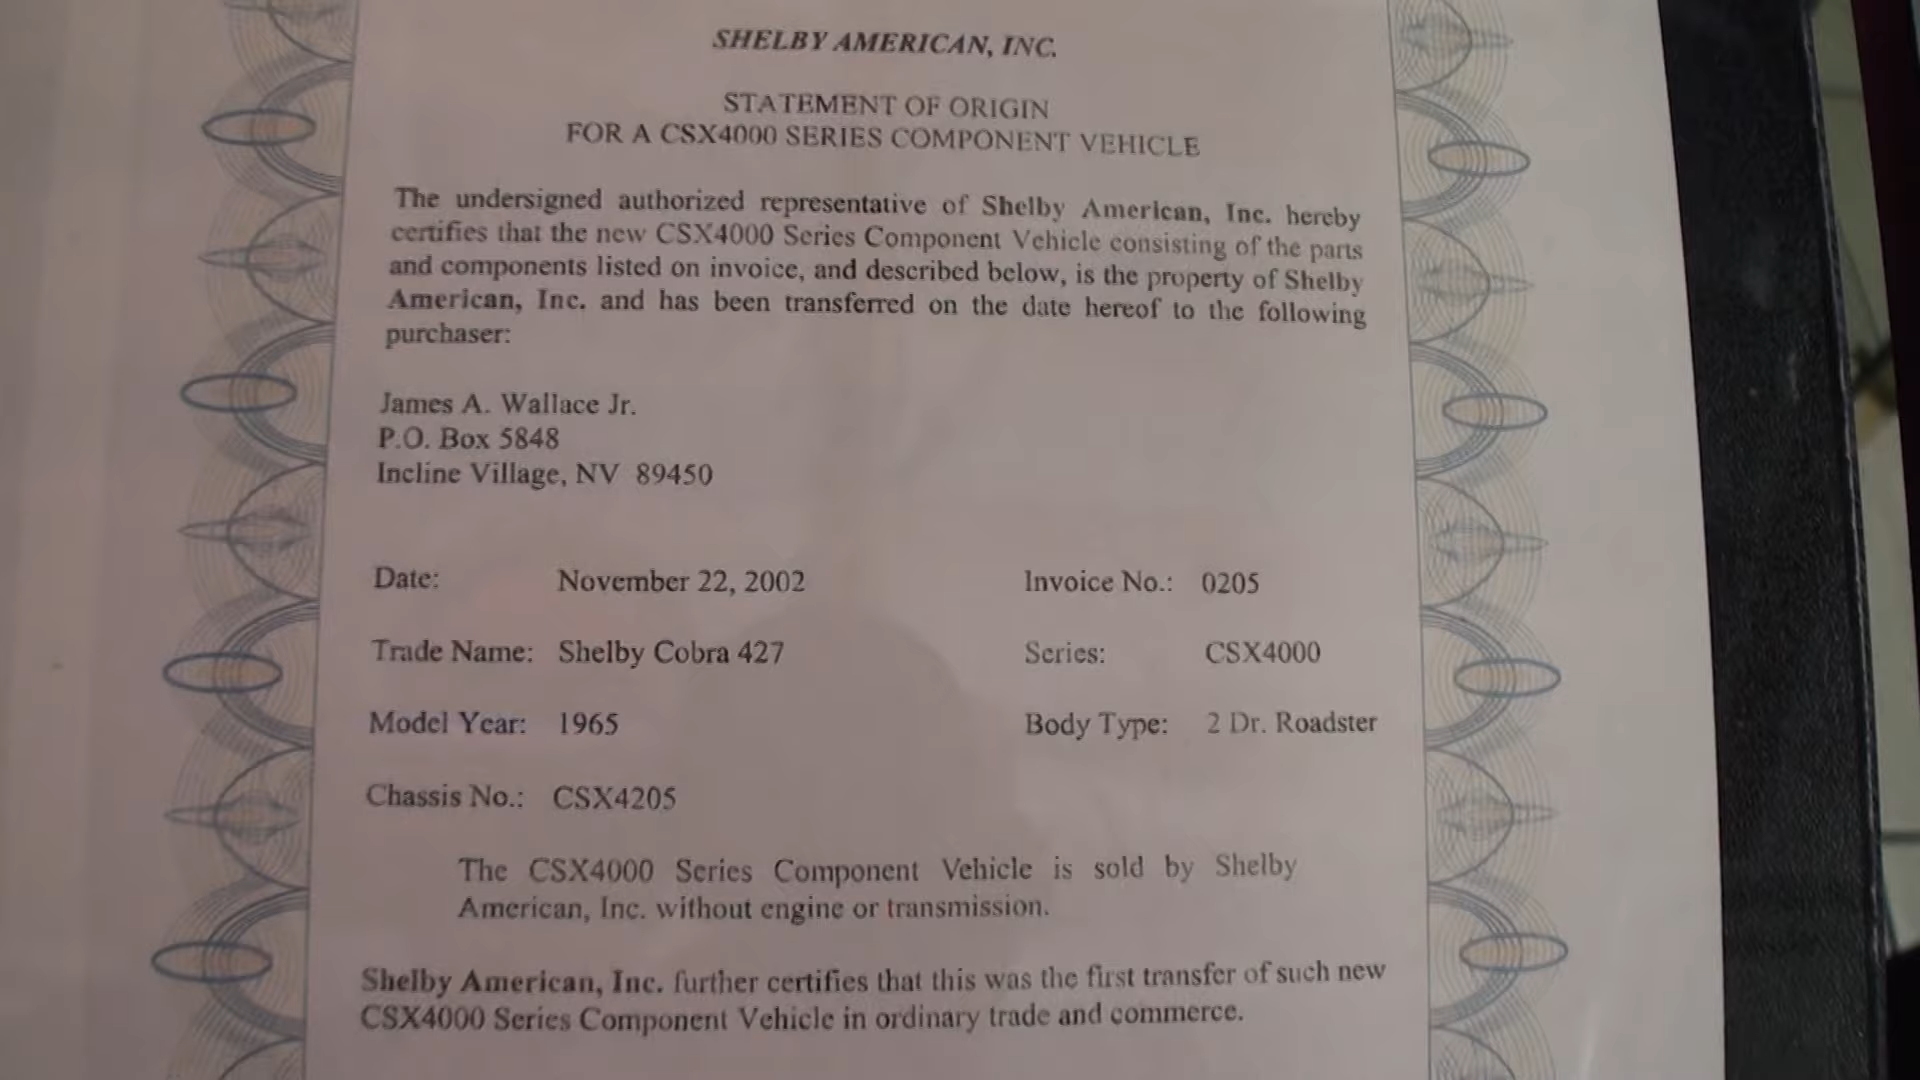 SHELBY AMERICAN, INC.
STATEMENT OF ORIGIN
FOR A CSX4000 SERIES COMPONENT VEHICLE
The undersigned authorized representative of Shelby American, Inc. hereby
certifies that the new CSX4000 Series Component Vehicle consisting of the parts
and components listed on invoice, and described below, is the property of Shelby
American, Inc. and has been transferred on the date hereof to the following
purchaser:
James A. Wallace Jr.
P.O. Box 5848
Incline Village, NV 89450
Date: November 22, 2002 Invoice No.: 0205
Trade Name: Shelby Cobra 427 Series: CSX4000
Model Year: 1965 Body Type: 2 Dr. Roadster
Chassis No.: CSX4205
The CSX4000 Series Component Vehicle is sold by Shelby
American, Inc. without engine or transmission.
Shelby American, Inc. further certifies that this was the first transfer of such new
CSX4000 Series Component Vehicle in ordinary trade and commerce.